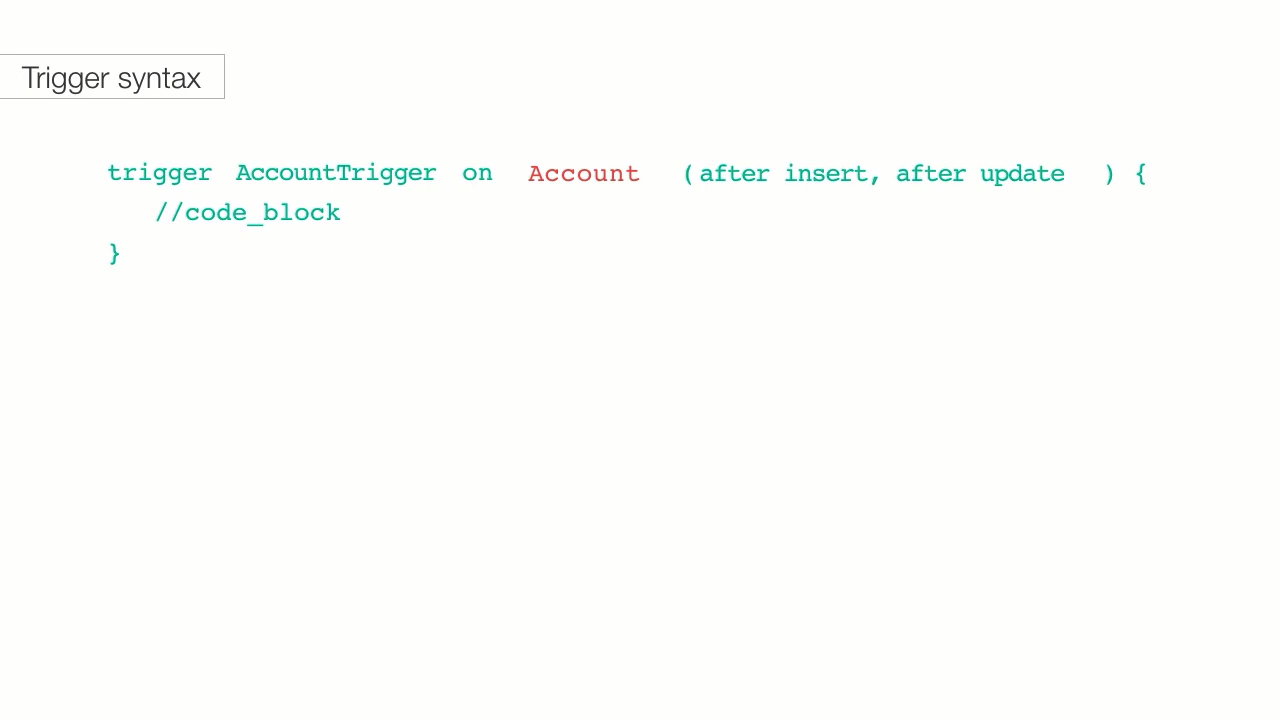 Trigger syntax
trigger AccountTrigger on Account (after insert, after update ) {
//code_block
}